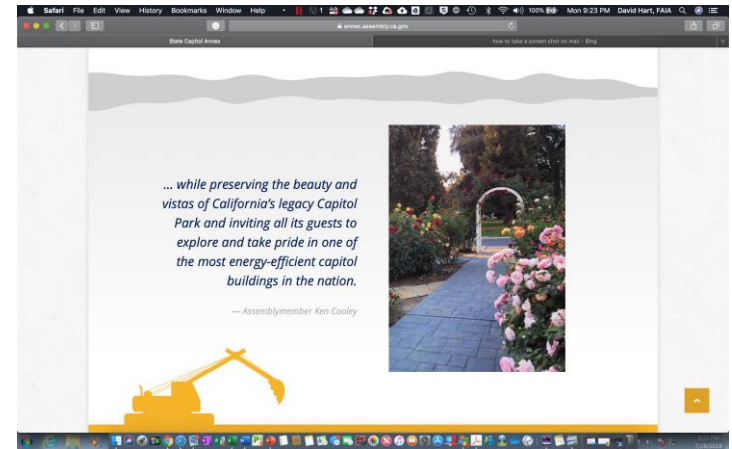 Safari File Edit View History Bookmarks Window Help
100%
Mon 9:23 PM David Hart, FAIA
annex.assembly.ca.gov
State Capitol Annex
how to take a screen shot on mac - Bing
... while preserving the beauty and
vistas of California's legacy Capitol
Park and inviting all its guests to
explore and take pride in one of
the most energy-efficient capitol
buildings in the nation.
— Assemblymember Ken Cooley